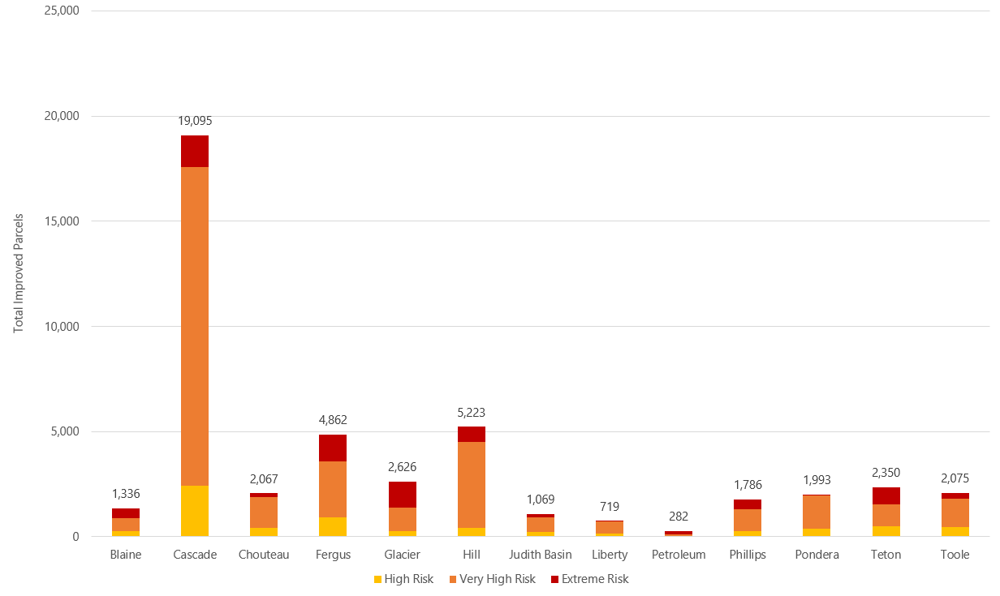 25,000
20,000
15,000
10,000
5,000
0
Total Improved Parcels
1,336
19,095
2,067
4,862
2,626
5,223
1,069
719
282
1,786
1,993
2,350
2,075
Blaine
Cascade
Chouteau
Fergus
Glacier
Hill
Judith Basin
Liberty
Petroleum
Phillips
Pondera
Teton
Toole
High Risk
Very High Risk
Extreme Risk